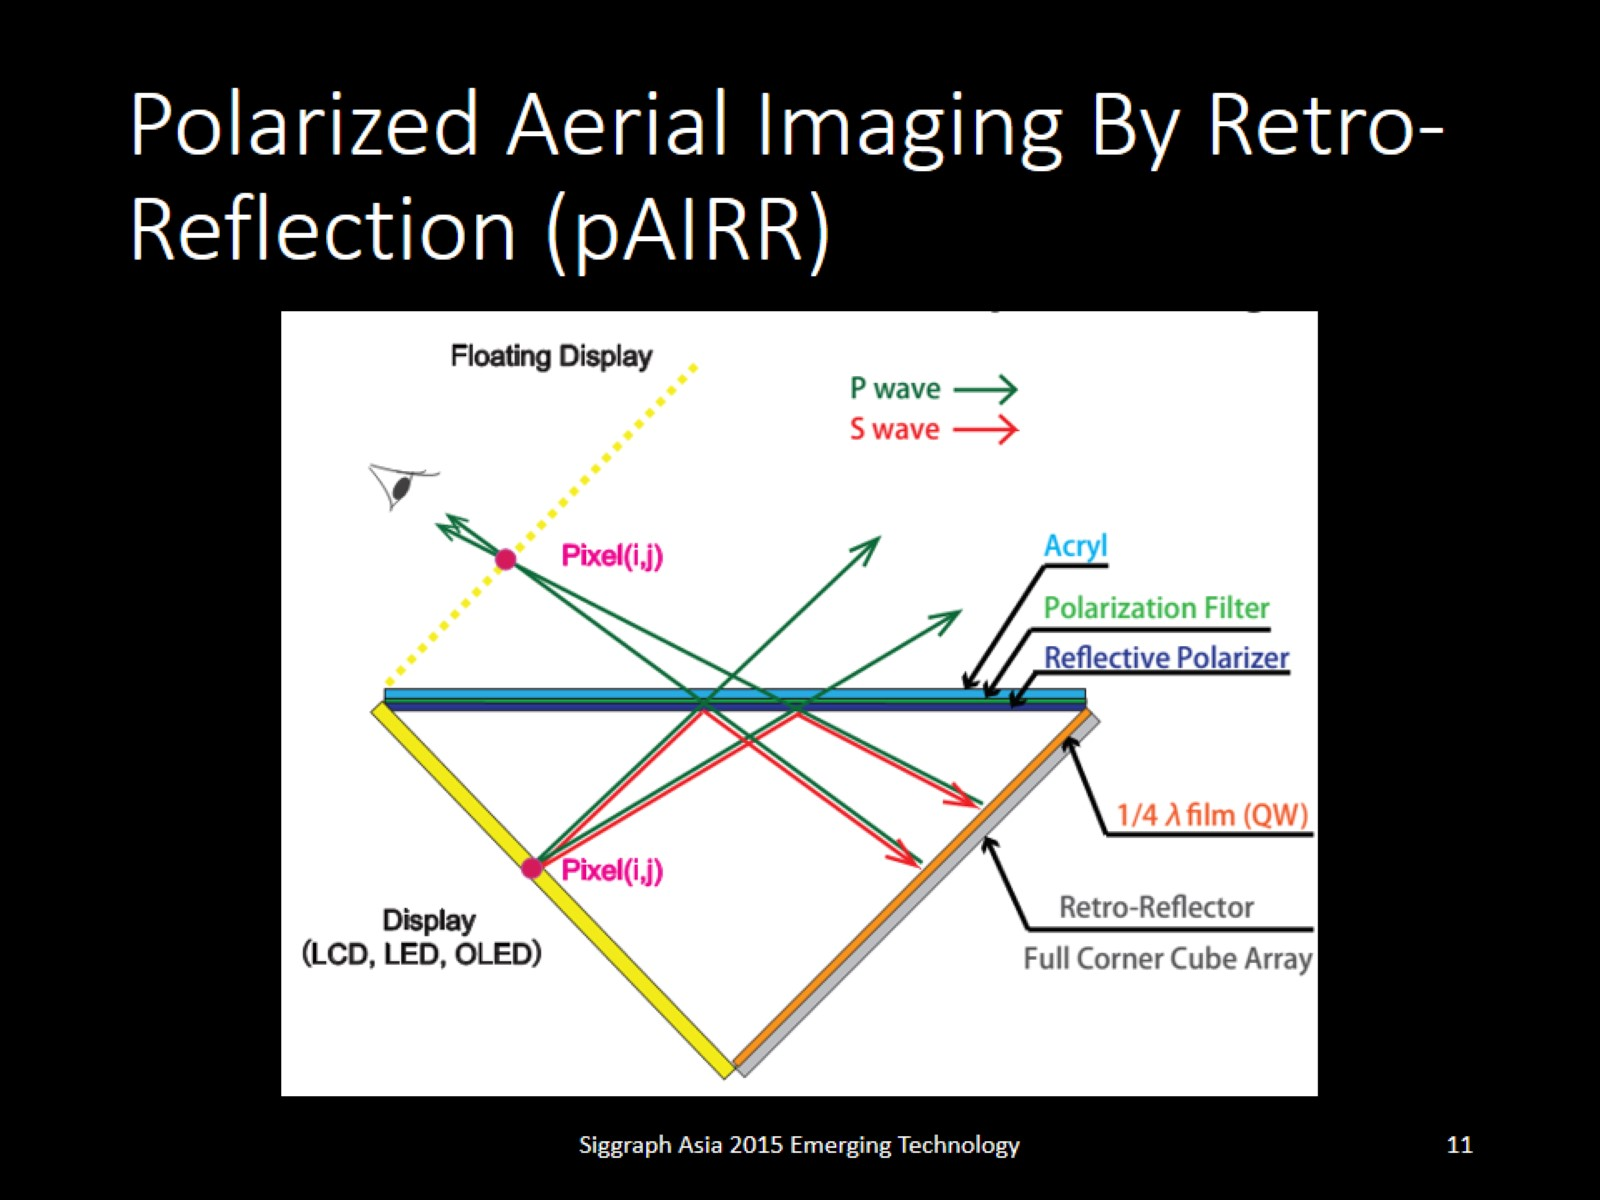 Polarized Aerial Imaging By Retro-
Reflection (pAIRR)
Floating Display
P wave
S wave
Pixel(i,j)
Acryl
Polarization Filter
Reflective Polarizer
1/4 λ film (QW)
Pixel(i,j)
Display
(LCD, LED, OLED)
Retro-Reflector
Full Corner Cube Array
Siggraph Asia 2015 Emerging Technology
11